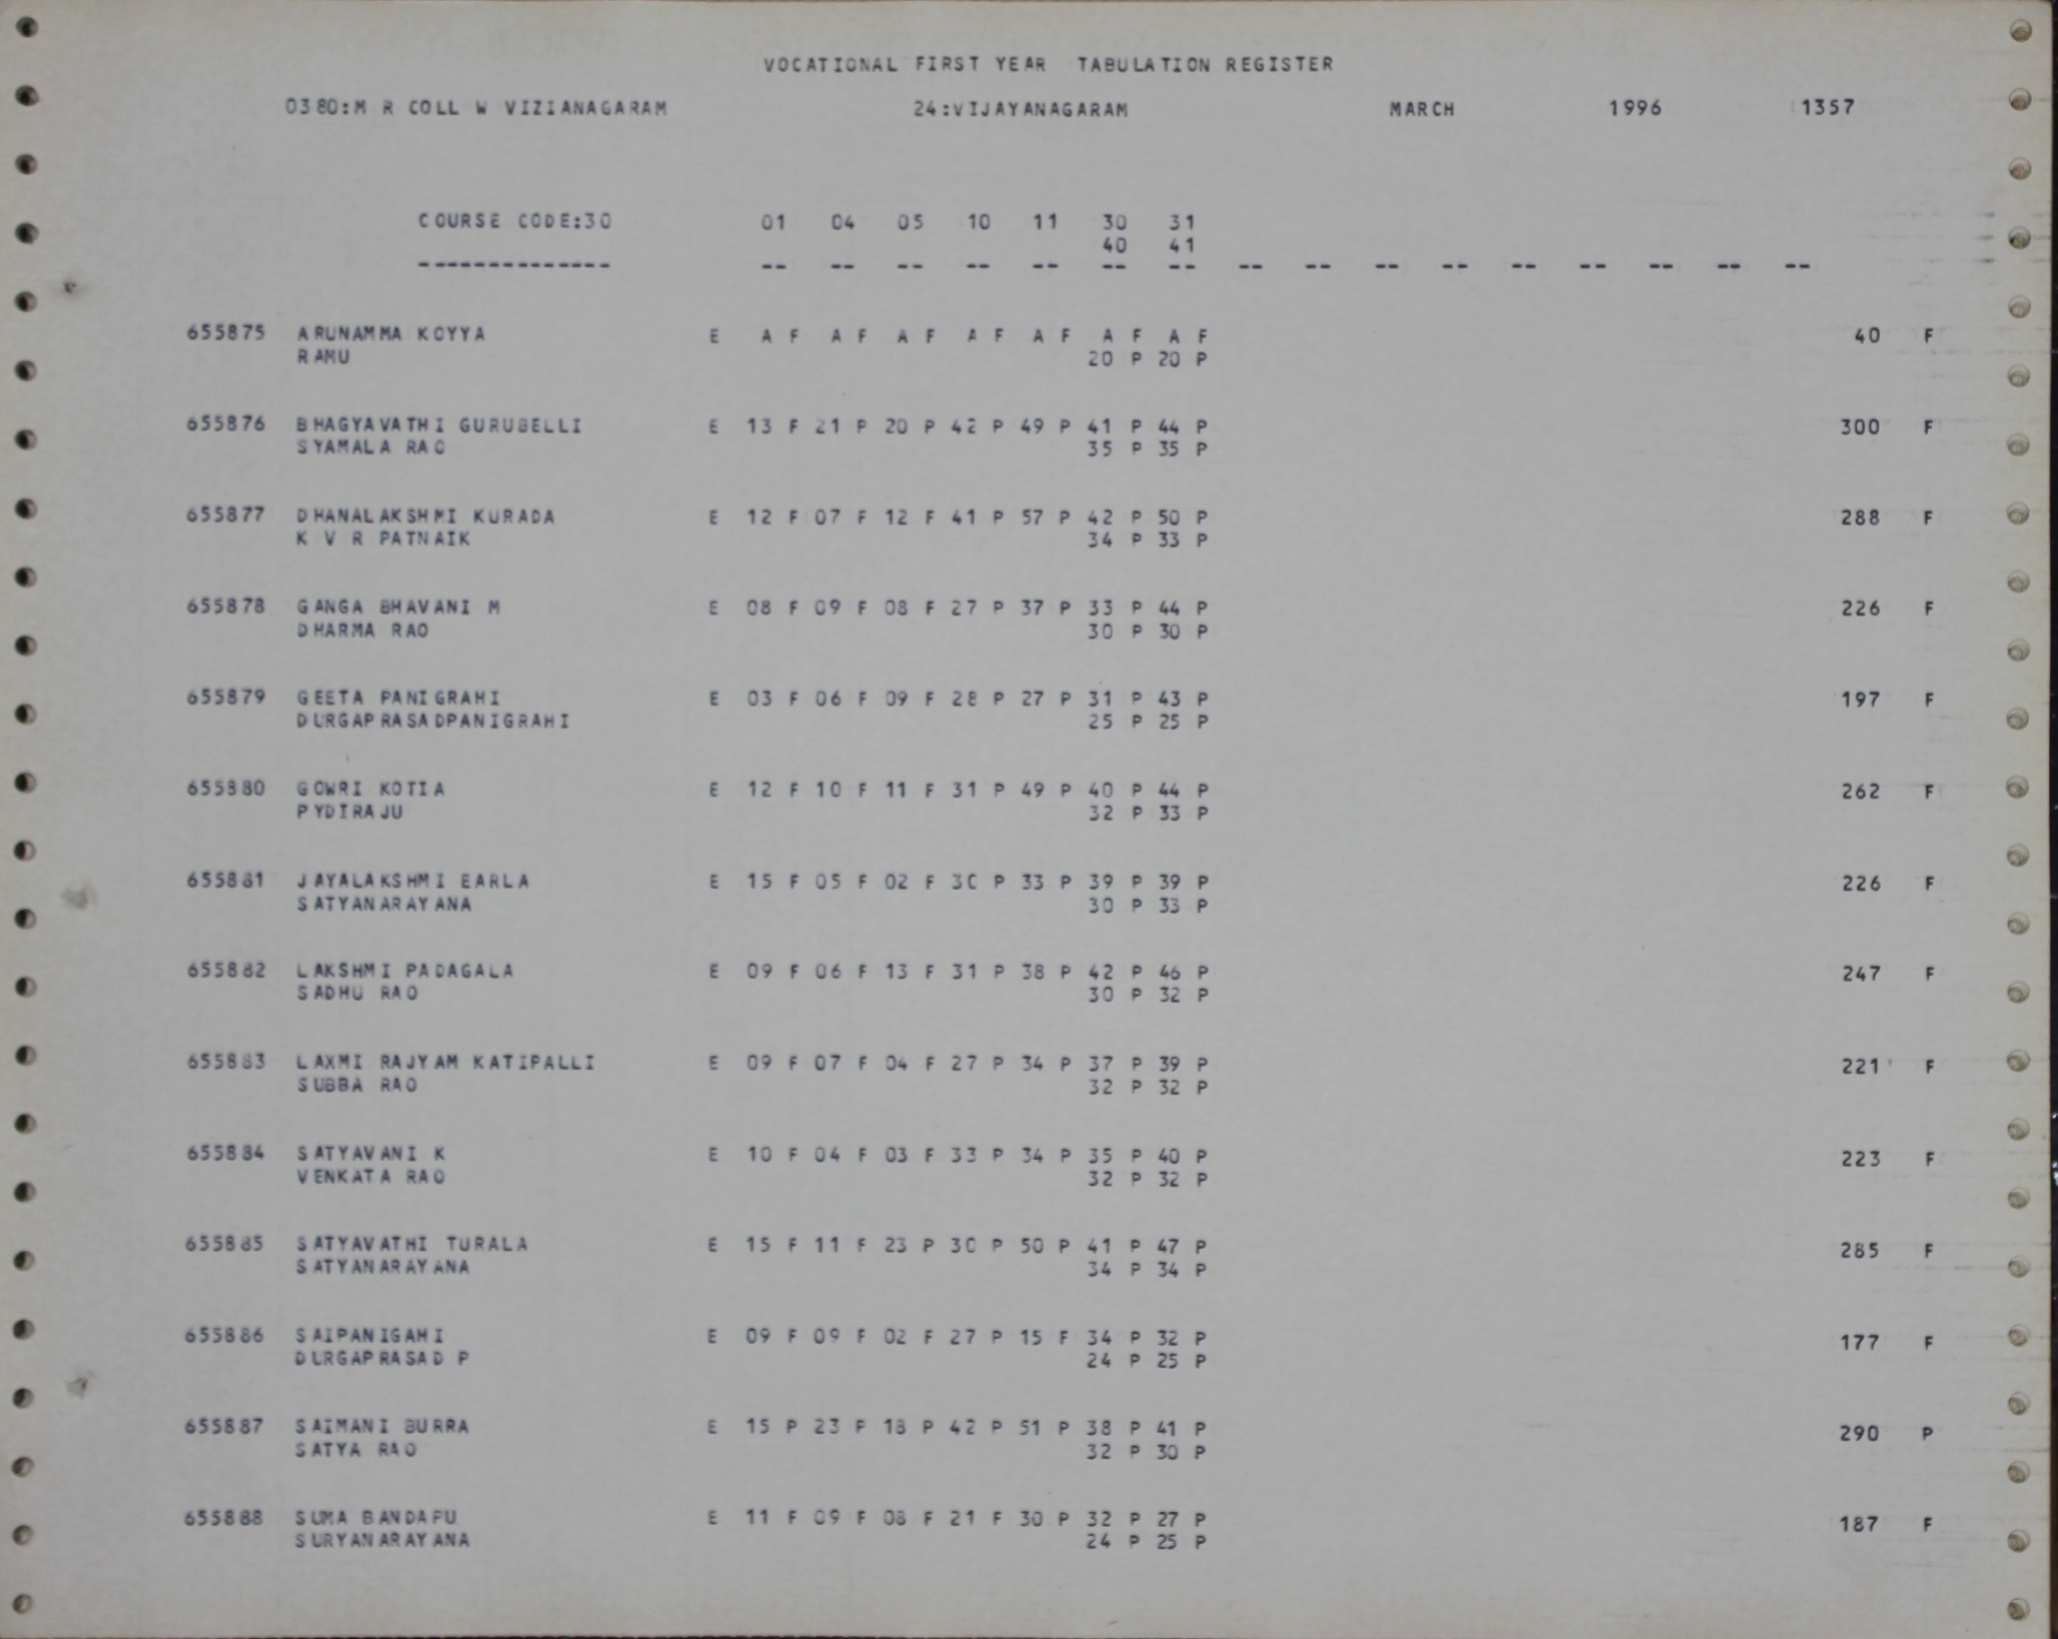 VOCATIONAL FIRST YEAR TABULATION REGISTER
0380:M R COLL W VIZIANAGARAM 24:VIJAYANAGARAM MARCH 1996 1357
COURSE CODE:30 01 04 05 10 11 30 31
40 41
-------------- -- -- -- -- -- -- -- -- -- -- -- -- -- -- -- --
655875 ARUNAMMA KOYYA E A F A F A F A F A F A F A F 40 F
RAMU 20 P 20 P
655876 BHAGYAVATHI GURUBELLI E 13 F 21 P 20 P 42 P 49 P 41 P 44 P 300 F
SYAMALA RAO 35 P 35 P
655877 DHANALAKSHMI KURADA E 12 F 07 F 12 F 41 P 57 P 42 P 50 P 288 F
K V R PATNAIK 34 P 33 P
655878 GANGA BHAVANI M E 08 F 09 F 08 F 27 P 37 P 33 P 44 P 226 F
DHARMA RAO 30 P 30 P
655879 GEETA PANIGRAHI E 03 F 06 F 09 F 28 P 27 P 31 P 43 P 197 F
DURGAPRASADPANIGRAHI 25 P 25 P
655880 GOWRI KOTIA E 12 F 10 F 11 F 31 P 49 P 40 P 44 P 262 F
PYDIRAJU 32 P 33 P
655881 JAYALAKSHMI EARLA E 15 F 05 F 02 F 30 P 33 P 39 P 39 P 226 F
SATYANARAYANA 30 P 33 P
655882 LAKSHMI PADAGALA E 09 F 06 F 13 F 31 P 38 P 42 P 46 P 247 F
SADHU RAO 30 P 32 P
655883 LAXMI RAJYAM KATIPALLI E 09 F 07 F 04 F 27 P 34 P 37 P 39 P 221 F
SUBBA RAO 32 P 32 P
655884 SATYAVANI K E 10 F 04 F 03 F 33 P 34 P 35 P 40 P 223 F
VENKATA RAO 32 P 32 P
655885 SATYAVATHI TURALA E 15 F 11 F 23 P 30 P 50 P 41 P 47 P 285 F
SATYANARAYANA 34 P 34 P
655886 SAIPANIGAHI E 09 F 09 F 02 F 27 P 15 F 34 P 32 P 177 F
DURGAPRASAD P 24 P 25 P
655887 SAIMANI BURRA E 15 P 23 P 18 P 42 P 51 P 38 P 41 P 290 P
SATYA RAO 32 P 30 P
655888 SUMA BANDAPU E 11 F 09 F 08 F 21 F 30 P 32 P 27 P 187 F
SURYANARAYANA 24 P 25 P